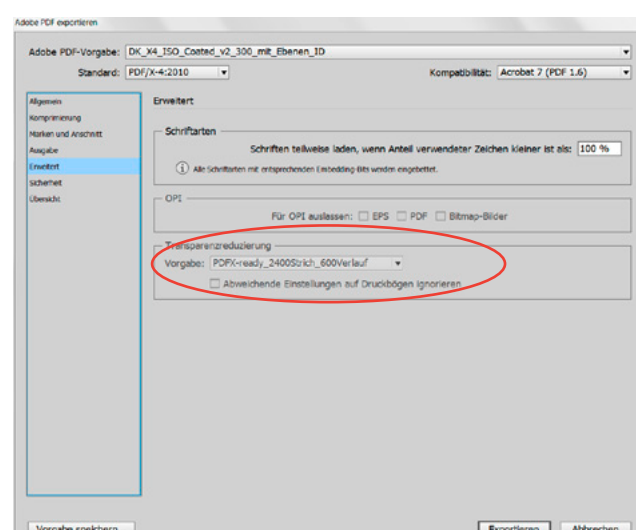 Adobe PDF exportieren
Adobe PDF-Vorgabe: DK_X4_ISO_Coated_v2_300_mit_Ebenen_ID
Standard: PDF/X-4:2010 Kompatibilität: Acrobat 7 (PDF 1.6)
Allgemein
Komprimierung
Marken und Anschnitt
Ausgabe
Erweitert
Sicherheit
Übersicht
Erweitert
Schriftarten
Schriften teilweise laden, wenn Anteil verwendeter Zeichen kleiner ist als: 100 %
Alle Schriftarten mit entsprechenden Embedding-Bits werden eingebettet.
OPI
Für OPI auslassen: EPS PDF Bitmap-Bilder
Transparenzreduzierung
Vorgabe: PDFX-ready_2400Strich_600Verlauf
Abweichende Einstellungen auf Druckbögen ignorieren
Vorgabe speichern... Exportieren Abbrechen